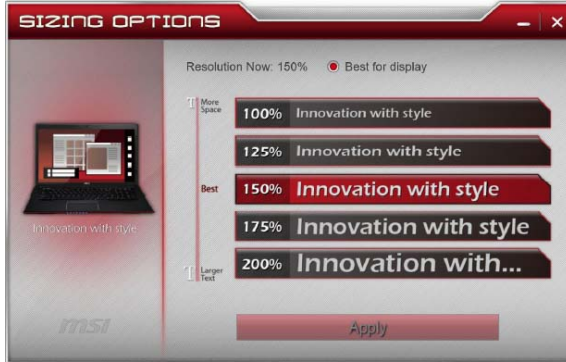 SIZING OPTIONS
Resolution Now: 150% Best for display
More
Space
100% Innovation with style
125% Innovation with style
Best
150% Innovation with style
175% Innovation with style
Larger
Text
200% Innovation with...
Innovation with style
msi
Apply